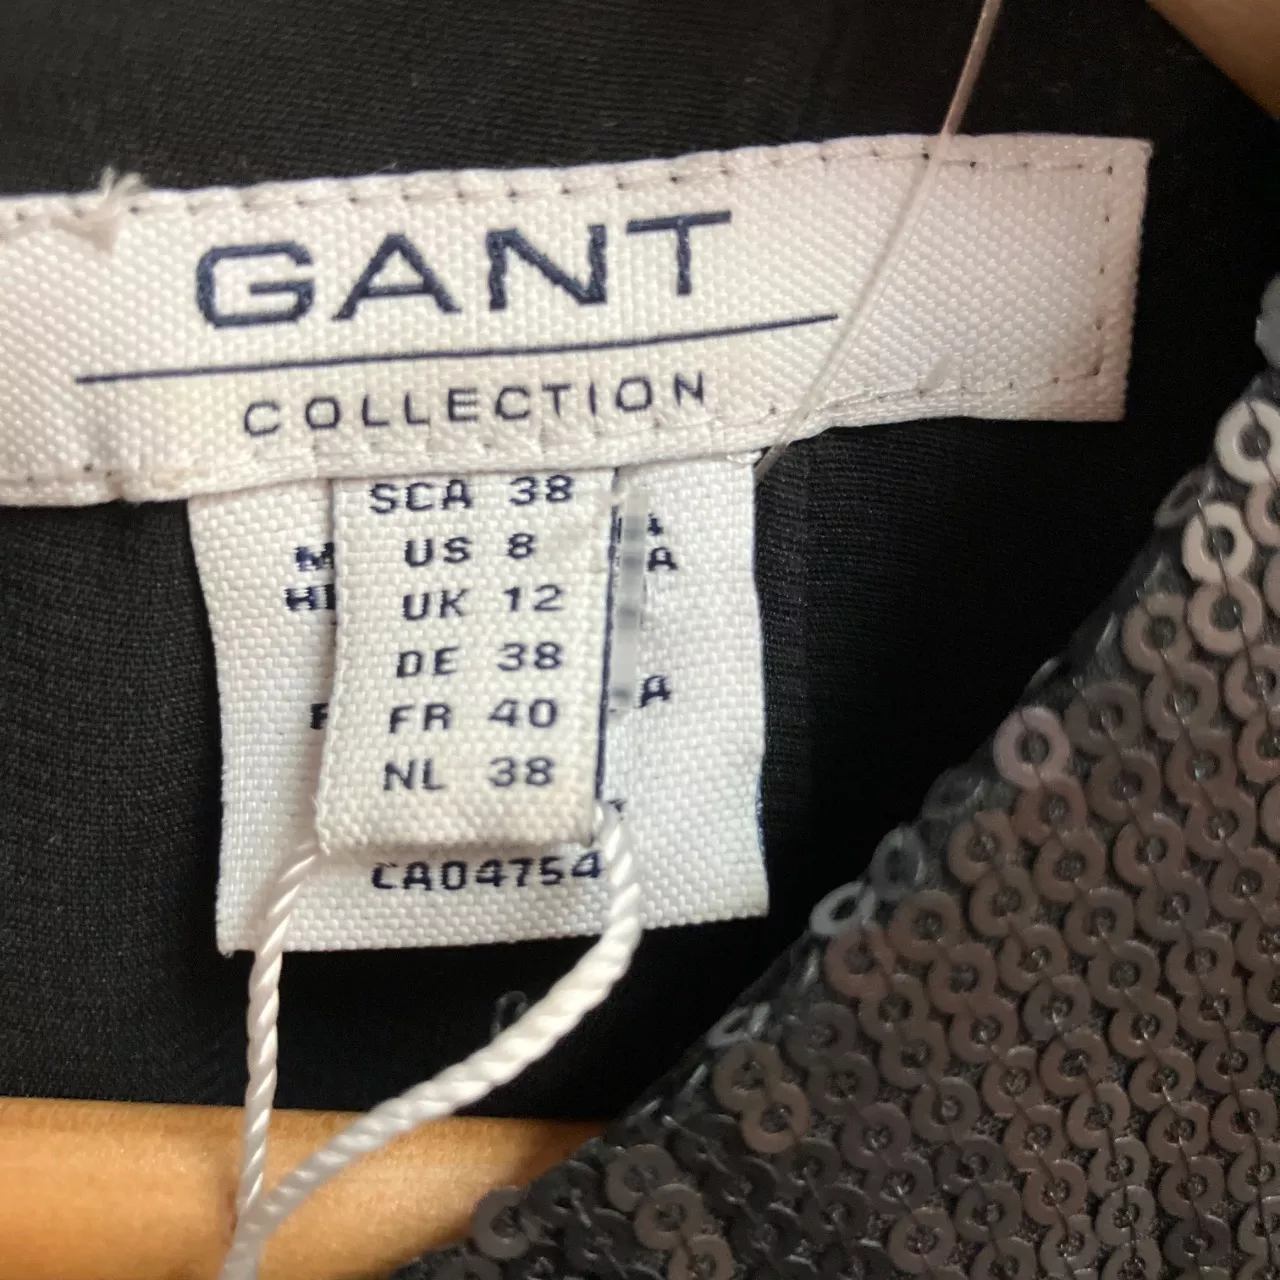 GANT
COLLECTION
SCA 38
US 8
UK 12
DE 38
FR 40
NL 38
CA04754